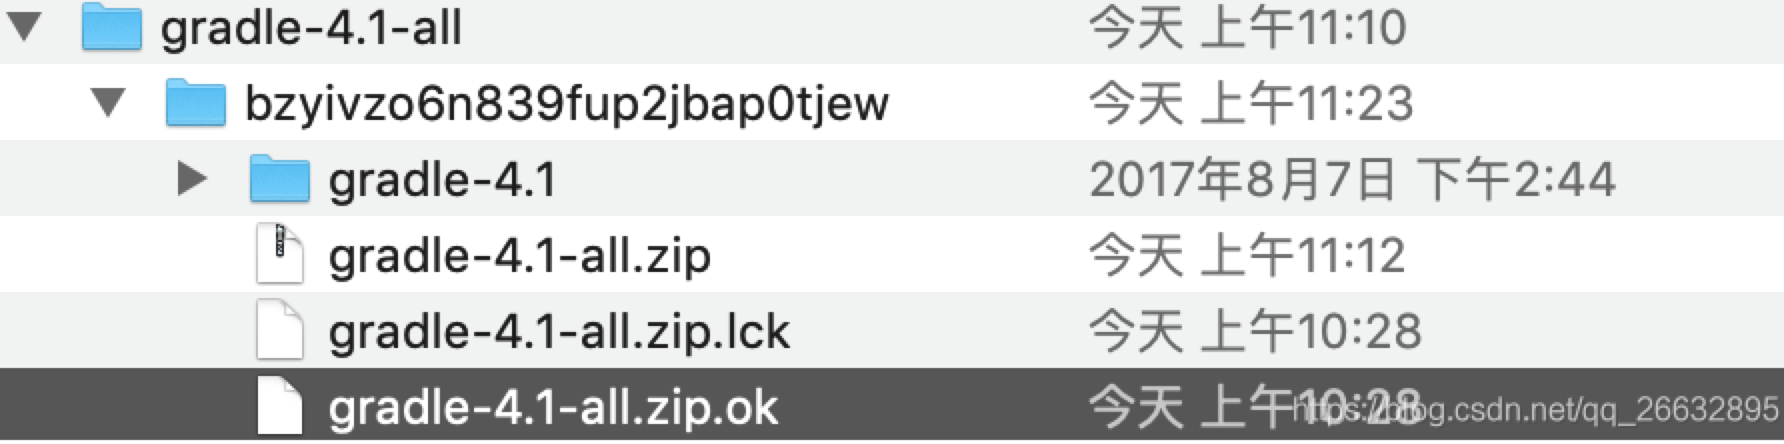 gradle-4.1-all 今天 上午11:10
bzyivzo6n839fup2jbap0tjew 今天 上午11:23
gradle-4.1 2017年8月7日 下午2:44
gradle-4.1-all.zip 今天 上午11:12
gradle-4.1-all.zip.lck 今天 上午10:28
gradle-4.1-all.zip.ok 今天 上午10:28
https://blog.csdn.net/qq_26632895